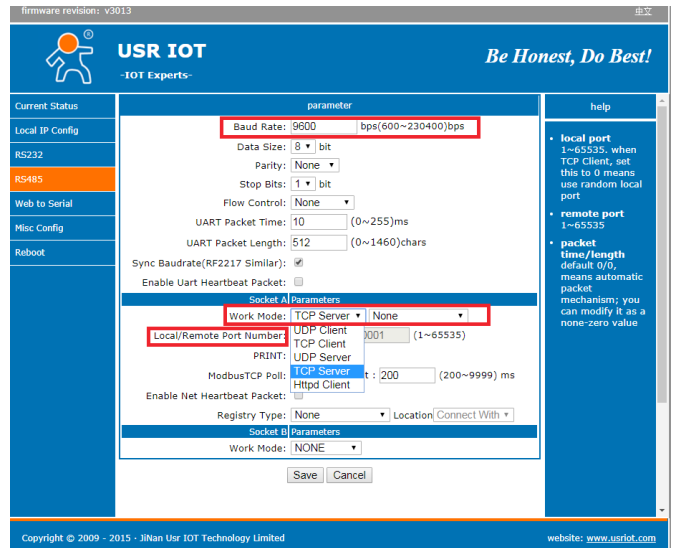 firmware revision: v3013 中文
USR IOT
-IOT Experts-
Be Honest, Do Best!
Current Status
Local IP Config
RS232
RS485
Web to Serial
Misc Config
Reboot
parameter
Baud Rate: 9600 bps(600~230400)bps
Data Size: 8 bit
Parity: None
Stop Bits: 1 bit
Flow Control: None
UART Packet Time: 10 (0~255)ms
UART Packet Length: 512 (0~1460)chars
Sync Baudrate(RF2217 Similar):
Enable Uart Heartbeat Packet:
Socket A Parameters
Work Mode: TCP Server None
UDP Client
TCP Client
UDP Server
TCP Server
Httpd Client
Local/Remote Port Number: 0001 (1~65535)
PRINT:
ModbusTCP Poll: t : 200 (200~9999) ms
Enable Net Heartbeat Packet:
Registry Type: None Location Connect With
Socket B Parameters
Work Mode: NONE
Save Cancel
help
• local port
1~65535. when
TCP Client, set
this to 0 means
use random local
port
• remote port
1~65535
• packet
time/length
default 0/0,
means automatic
packet
mechanism; you
can modify it as a
none-zero value
Copyright © 2009 - 2015 · JiNan Usr IOT Technology Limited
website: www.usriot.com